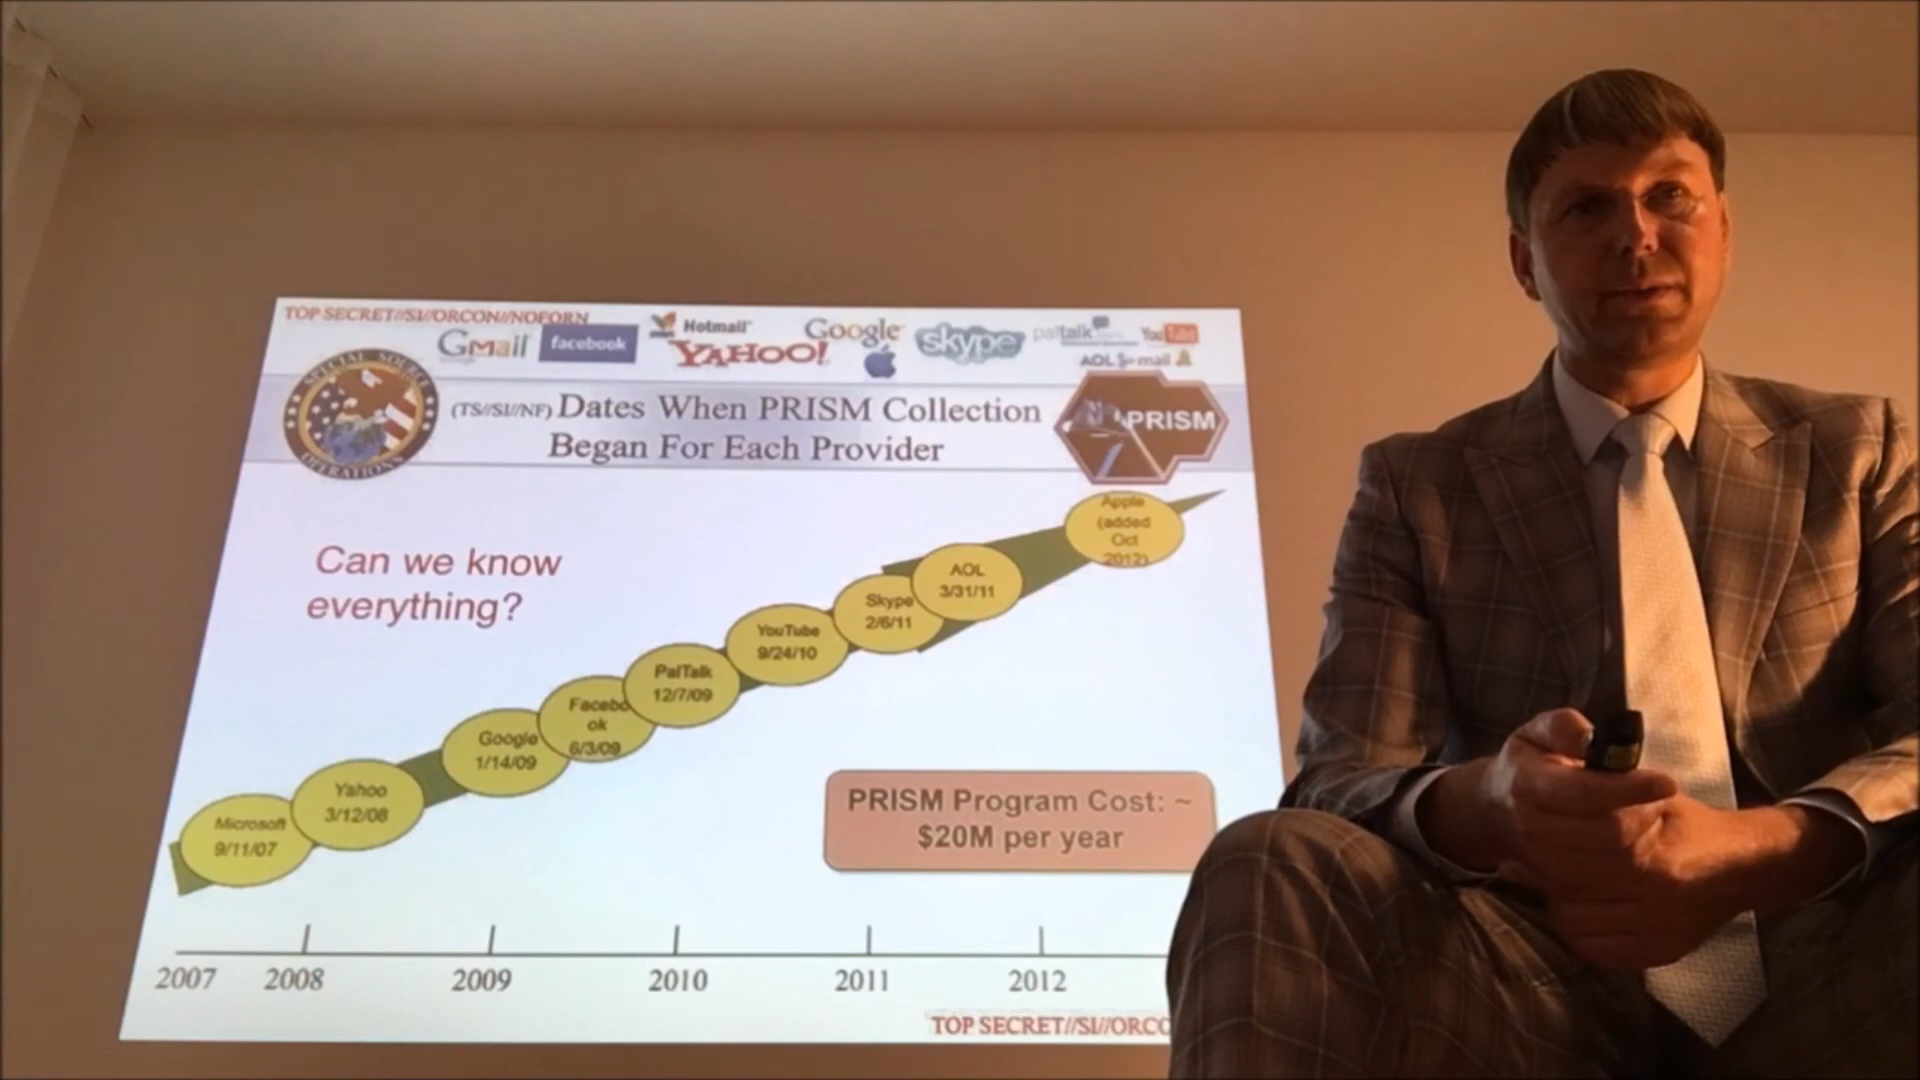 TOP SECRET//SI//ORCON//NOFORN
Gmail facebook Hotmail YAHOO! Google skype paltalk YouTube
AOL mail
SPECIAL SOURCE
OPERATIONS
(TS//SI//NF) Dates When PRISM Collection
Began For Each Provider
PRISM
Can we know
everything?
Microsoft
9/11/07
Yahoo
3/12/08
Google
1/14/09
Facebo
ok
6/3/09
PalTalk
12/7/09
YouTube
9/24/10
Skype
2/6/11
AOL
3/31/11
Apple
(added
Oct
2012)
PRISM Program Cost: ~
$20M per year
2007 2008 2009 2010 2011 2012
TOP SECRET//SI//ORCO